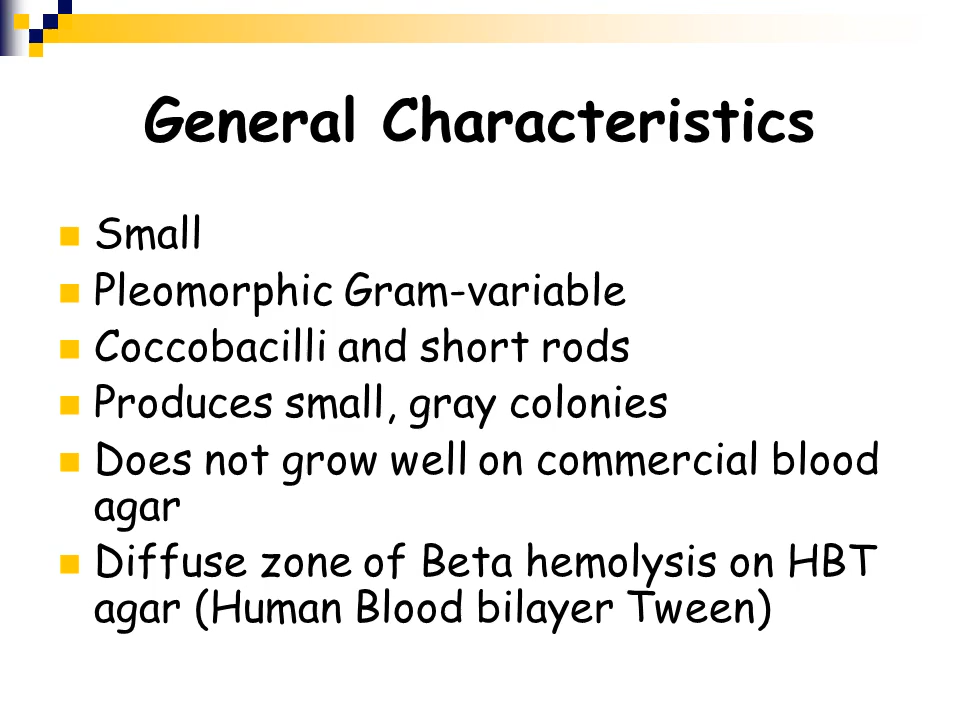 General Characteristics
Small
Pleomorphic Gram-variable
Coccobacilli and short rods
Produces small, gray colonies
Does not grow well on commercial blood
agar
Diffuse zone of Beta hemolysis on HBT
agar (Human Blood bilayer Tween)